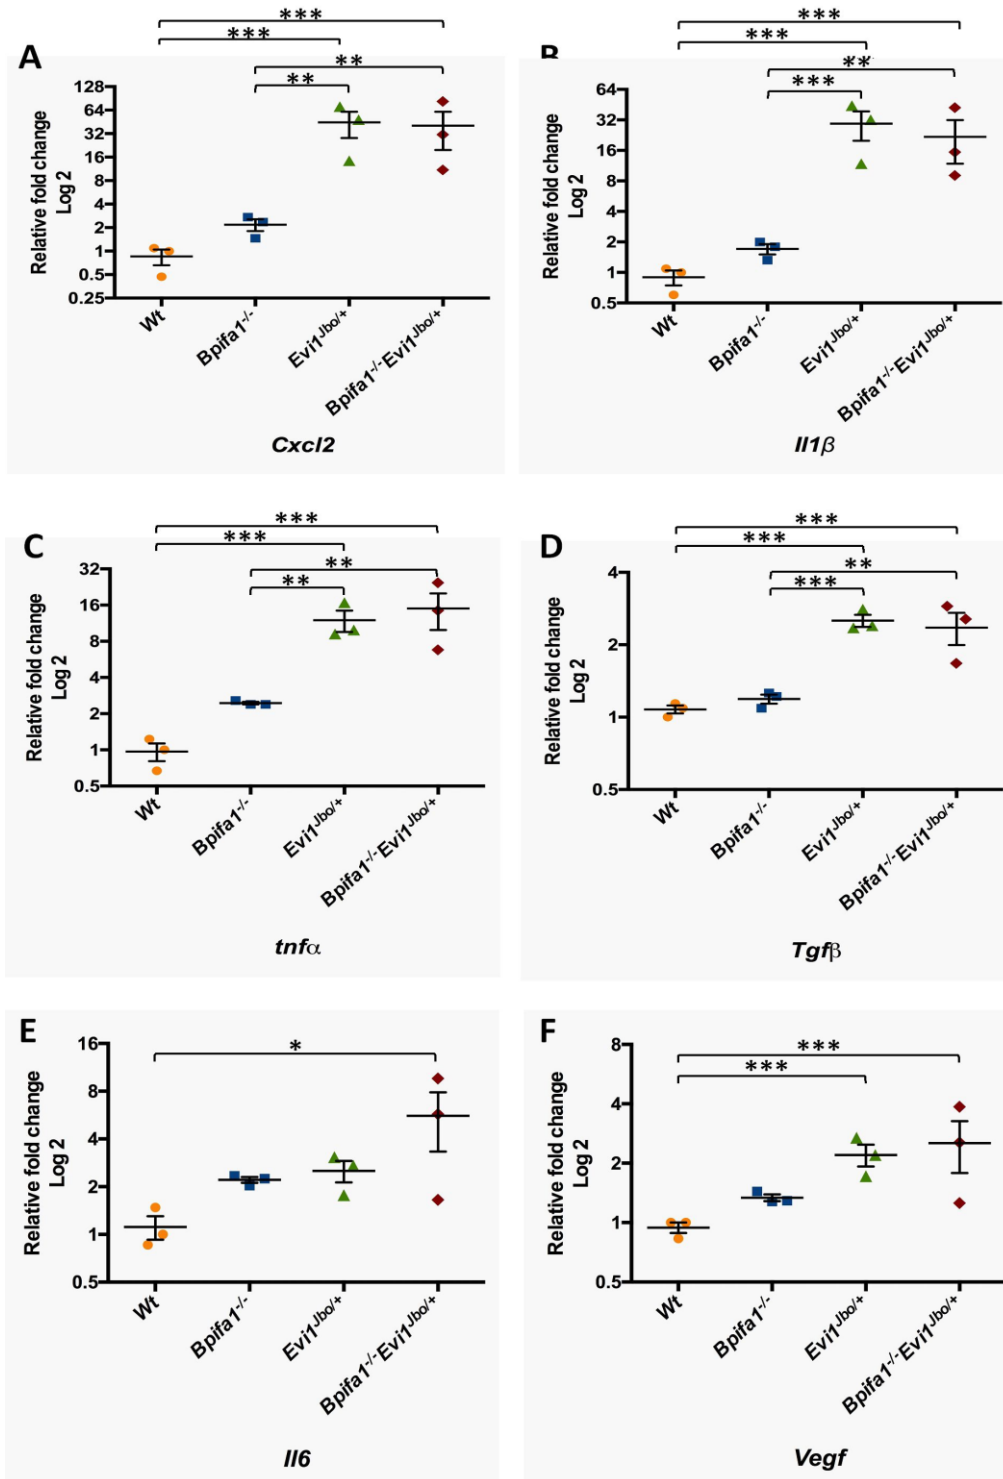 ***
***
A
**
**
128
64
32
16
8
4
2
1
0.5
0.25
Relative fold change
Log 2
Wt
Bpifa1-/-
Evi1Jbo/+
Bpifa1-/-Evi1Jbo/+
Cxcl2
***
***
B
**
***
64
32
16
8
4
2
1
0.5
Relative fold change
Log 2
Wt
Bpifa1-/-
Evi1Jbo/+
Bpifa1-/-Evi1Jbo/+
Il1β
***
***
C
**
**
32
16
8
4
2
1
0.5
Relative fold change
Log 2
Wt
Bpifa1-/-
Evi1Jbo/+
Bpifa1-/-Evi1Jbo/+
tnfα
***
***
D
**
***
4
2
1
0.5
Relative fold change
Log 2
Wt
Bpifa1-/-
Evi1Jbo/+
Bpifa1-/-Evi1Jbo/+
Tgfβ
E
*
16
8
4
2
1
0.5
Relative fold change
Log 2
Wt
Bpifa1-/-
Evi1Jbo/+
Bpifa1-/-Evi1Jbo/+
Il6
F
***
***
8
4
2
1
0.5
Relative fold change
Log 2
Wt
Bpifa1-/-
Evi1Jbo/+
Bpifa1-/-Evi1Jbo/+
Vegf